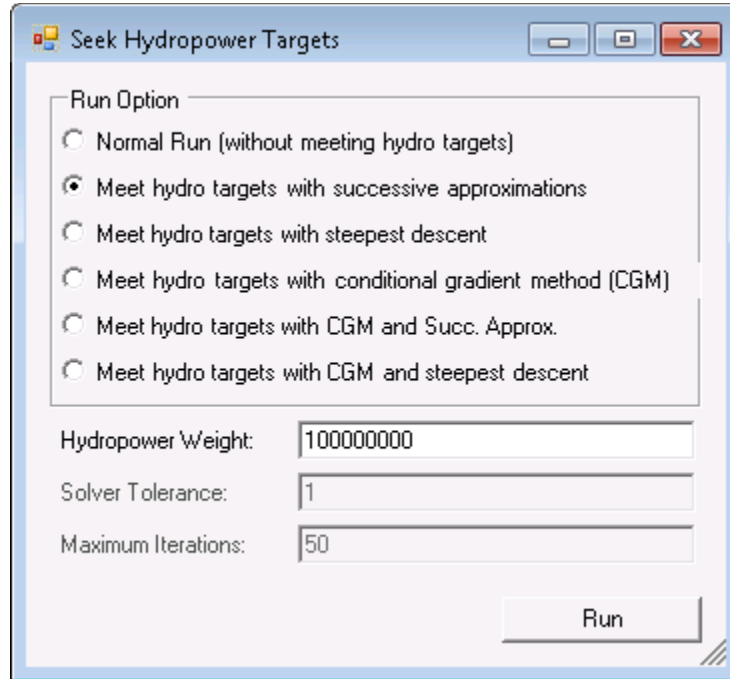 Seek Hydropower Targets
Run Option
Normal Run (without meeting hydro targets)
Meet hydro targets with successive approximations
Meet hydro targets with steepest descent
Meet hydro targets with conditional gradient method (CGM)
Meet hydro targets with CGM and Succ. Approx.
Meet hydro targets with CGM and steepest descent
Hydropower Weight: 100000000
Solver Tolerance: 1
Maximum Iterations: 50
Run